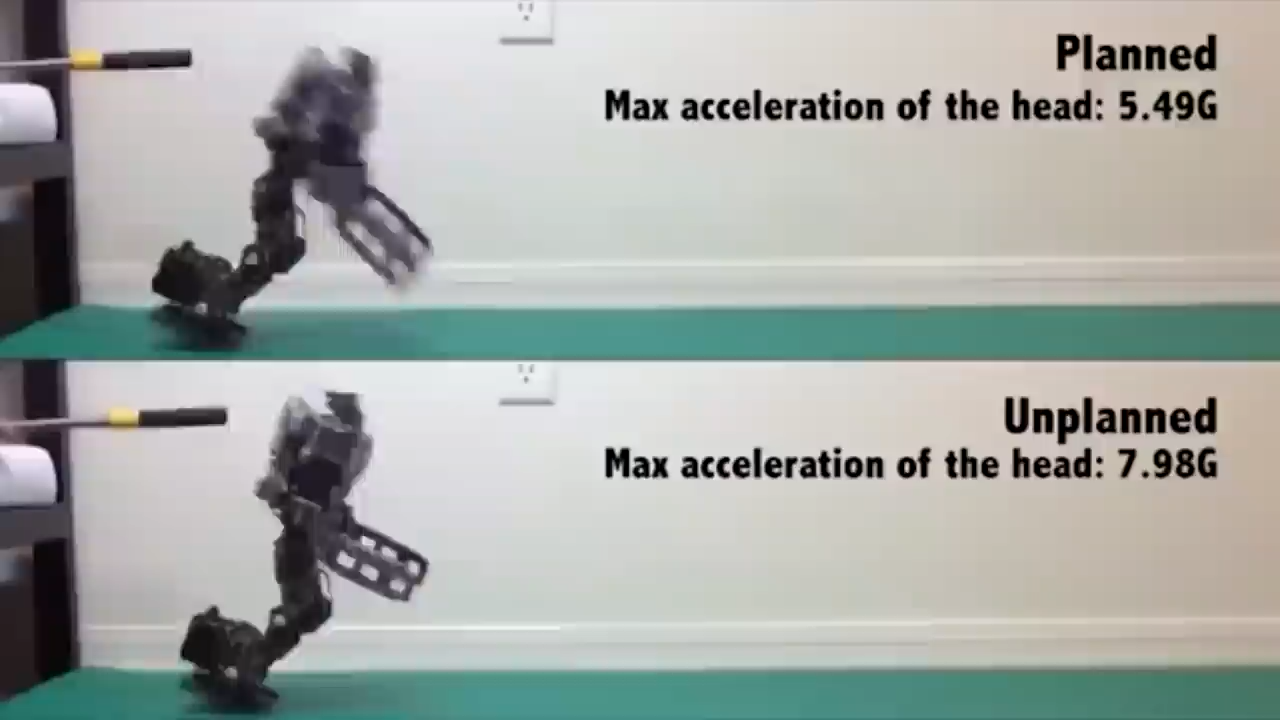 Planned
Max acceleration of the head: 5.49G
Unplanned
Max acceleration of the head: 7.98G